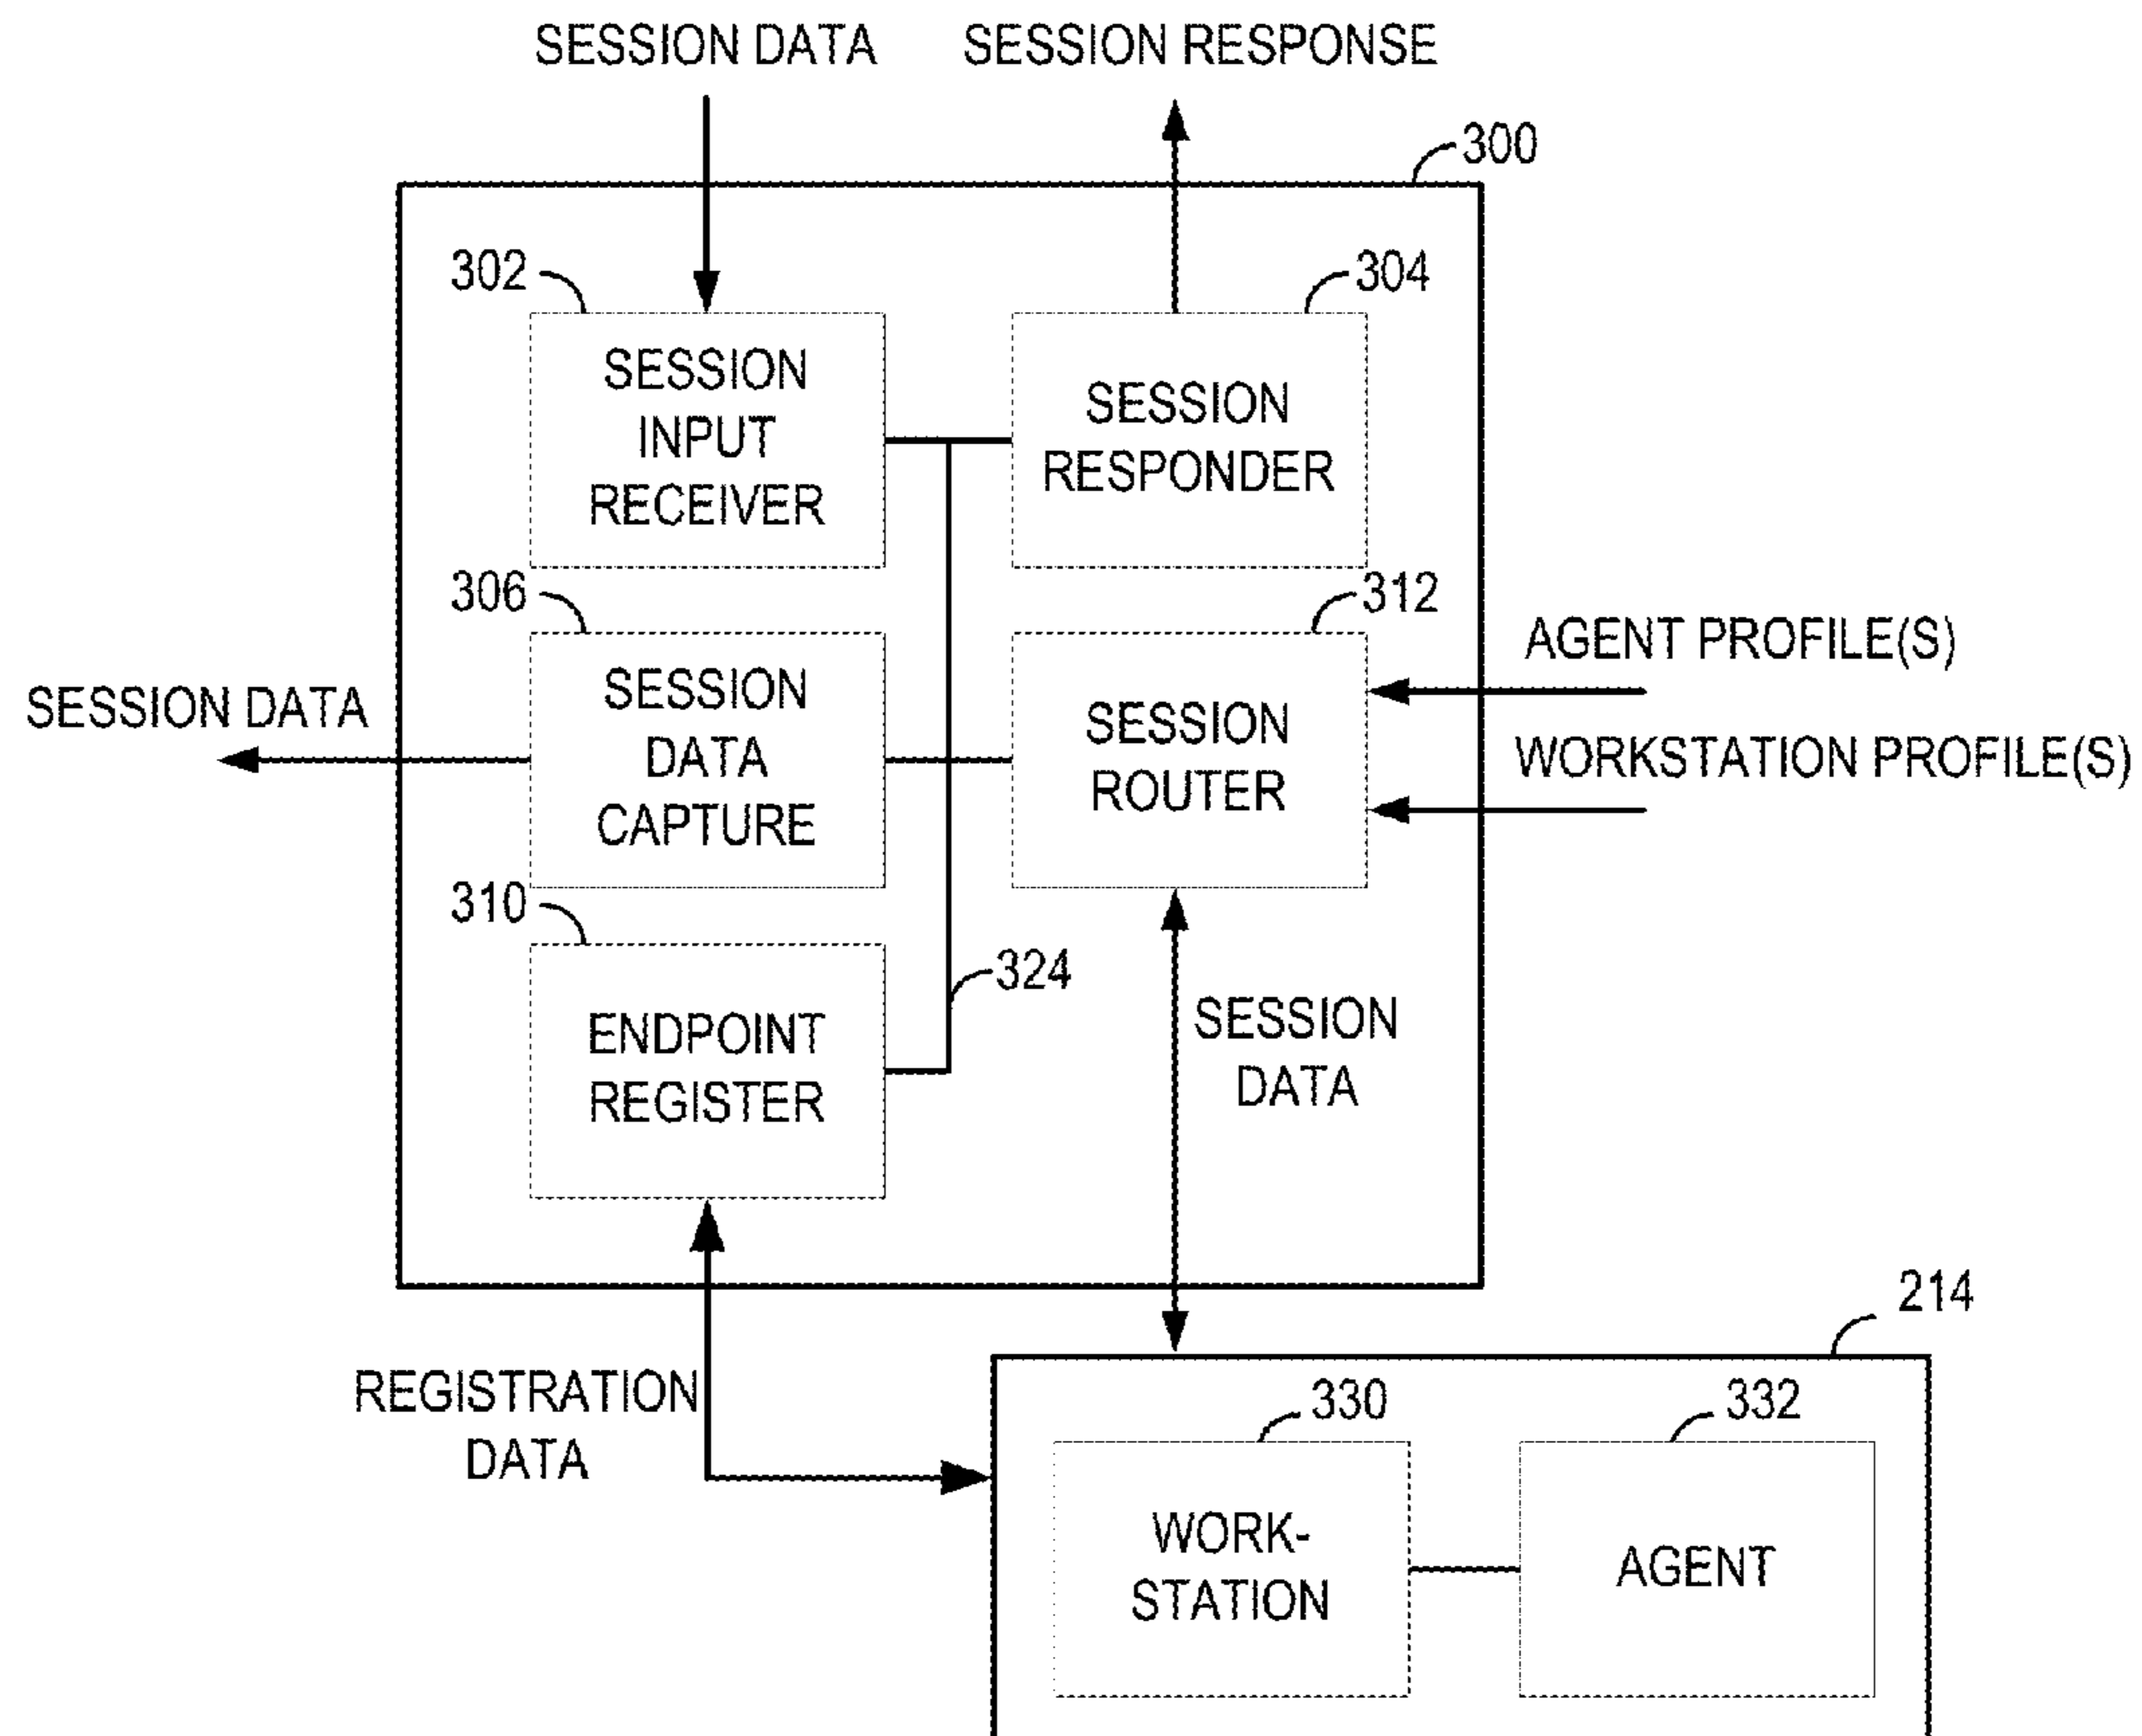 SESSION DATA
SESSION RESPONSE
300
302
304
SESSION
INPUT
RECEIVER
SESSION
RESPONDER
306
312
AGENT PROFILE(S)
SESSION DATA
SESSION
DATA
CAPTURE
SESSION
ROUTER
WORKSTATION PROFILE(S)
310
324
ENDPOINT
REGISTER
SESSION
DATA
214
REGISTRATION
DATA
330
332
WORK-
STATION
AGENT